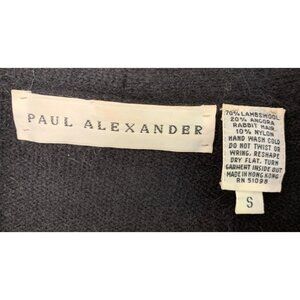 PAUL ALEXANDER
70% LAMBSWOOL
20% ANGORA
RABBIT HAIR
10% NYLON
HAND WASH COLD
DO NOT TWIST OR
WRING. RESHAPE
DRY FLAT. TURN
GARMENT INSIDE OUT
MADE IN HONG KONG
RN 51098
S